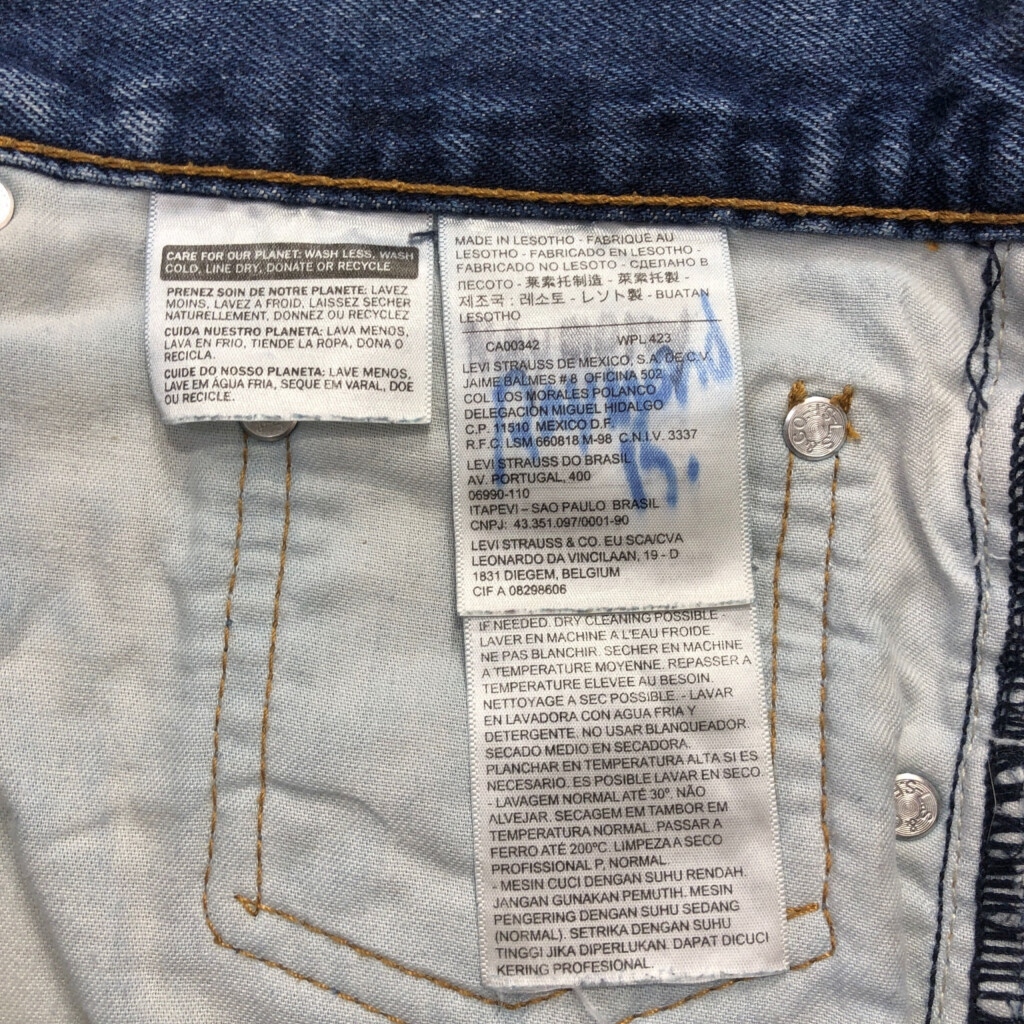 CARE FOR OUR PLANET: WASH LESS, WASH
COLD, LINE DRY, DONATE OR RECYCLE
PRENEZ SOIN DE NOTRE PLANETE: LAVEZ
MOINS, LAVEZ A FROID, LAISSEZ SECHER
NATURELLEMENT, DONNEZ OU RECYCLEZ
CUIDA NUESTRO PLANETA: LAVA MENOS,
LAVA EN FRIO, TIENDE LA ROPA, DONA O
RECICLA.
CUIDE DO NOSSO PLANETA: LAVE MENOS,
LAVE EM ÁGUA FRIA, SEQUE EM VARAL, DOE
OU RECICLE.
MADE IN LESOTHO - FABRIQUÉ AU
LESOTHO - FABRICADO EN LESOTHO -
FABRICADO NO LESOTO - СДЕЛАНО В
ЛЕСОТО - 莱索托制造 - 萊索托製 -
제조국 : 레소토 - レソト製 - BUATAN
LESOTHO
CA00342 WPL 423
LEVI STRAUSS DE MEXICO, S.A. DE C.V.
JAIME BALMES # 8 OFICINA 502
COL. LOS MORALES POLANCO
DELEGACION MIGUEL HIDALGO
C.P. 11510 MEXICO D.F.
R.F.C. LSM 660818 M-98 C.N.I.V. 3337
LEVI STRAUSS DO BRASIL
AV. PORTUGAL, 400
06990-110
ITAPEVI – SAO PAULO BRASIL
CNPJ: 43.351.097/0001-90
LEVI STRAUSS & CO. EU SCA/CVA
LEONARDO DA VINCILAAN, 19 - D
1831 DIEGEM, BELGIUM
CIF A 08298606
IF NEEDED. DRY CLEANING POSSIBLE
LAVER EN MACHINE A L'EAU FROIDE.
NE PAS BLANCHIR. SECHER EN MACHINE
A TEMPERATURE MOYENNE. REPASSER A
TEMPERATURE ELEVEE AU BESOIN.
NETTOYAGE A SEC POSSIBLE. - LAVAR
EN LAVADORA CON AGUA FRIA Y
DETERGENTE. NO USAR BLANQUEADOR.
SECADO MEDIO EN SECADORA.
PLANCHAR EN TEMPERATURA ALTA SI ES
NECESARIO. ES POSIBLE LAVAR EN SECO
- LAVAGEM NORMAL ATÉ 30º. NÃO
ALVEJAR. SECAGEM EM TAMBOR EM
TEMPERATURA NORMAL. PASSAR A
FERRO ATÉ 200ºC. LIMPEZA A SECO
PROFISSIONAL P, NORMAL
- MESIN CUCI DENGAN SUHU RENDAH.
JANGAN GUNAKAN PEMUTIH. MESIN
PENGERING DENGAN SUHU SEDANG
(NORMAL). SETRIKA DENGAN SUHU
TINGGI JIKA DIPERLUKAN. DAPAT DICUCI
KERING PROFESIONAL.